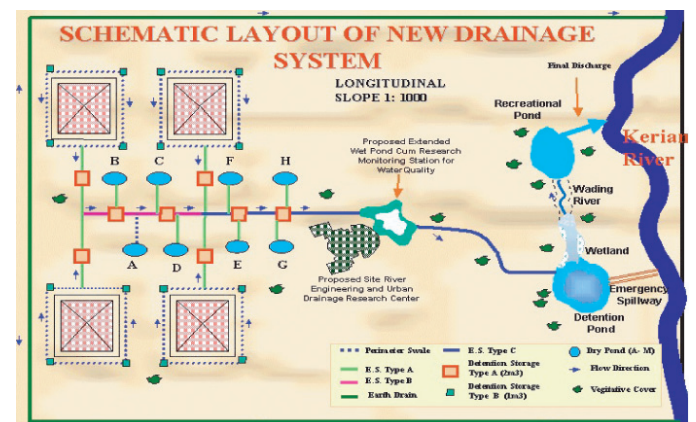 SCHEMATIC LAYOUT OF NEW DRAINAGE
SYSTEM
LONGITUDINAL
SLOPE 1: 1000
Final Discharge
Recreational
Pond
Kerian
River
Proposed Extended
Wet Pond Cum Research
Monitoring Station for
WaterQuality
B
C
F
H
Wading
River
A
D
E
G
Wetland
Proposed Site River
Engineering and Urban
Drainage Research Center
Emergency
Spillway
Detention
Pond
Perimeter Swale
E.S. Type C
Dry Pond (A- M)
E.S. Type A
Detention Storage
Type A (2m3)
Flow Direction
E.S. Type B
Earth Drain
Detention Storage
Type B (1m3)
Vegitative Cover